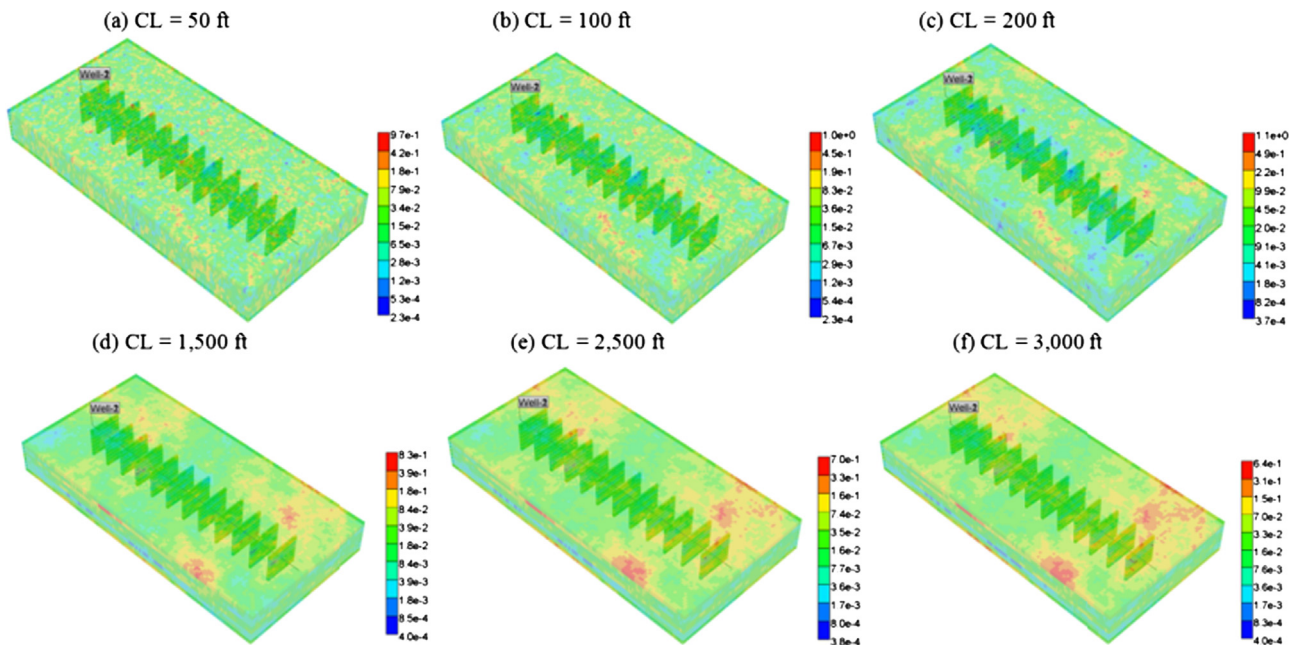 (a) CL = 50 ft
(b) CL = 100 ft
(c) CL = 200 ft
Well-2
9.7e-1
4.2e-1
1.8e-1
7.9e-2
3.4e-2
1.5e-2
6.5e-3
2.8e-3
1.2e-3
5.3e-4
2.3e-4
Well-2
1.0e+0
4.5e-1
1.9e-1
8.3e-2
3.6e-2
1.5e-2
6.7e-3
2.9e-3
1.2e-3
5.4e-4
2.3e-4
Well-2
1.1e+0
4.9e-1
2.2e-1
9.9e-2
4.5e-2
2.0e-2
9.1e-3
4.1e-3
1.8e-3
8.2e-4
3.7e-4
(d) CL = 1,500 ft
(e) CL = 2,500 ft
(f) CL = 3,000 ft
Well-2
8.3e-1
3.9e-1
1.8e-1
8.4e-2
3.9e-2
1.8e-2
8.4e-3
3.9e-3
1.8e-3
8.5e-4
4.0e-4
Well-2
7.0e-1
3.3e-1
1.6e-1
7.4e-2
3.5e-2
1.6e-2
7.7e-3
3.6e-3
1.7e-3
8.0e-4
3.8e-4
Well-2
6.4e-1
3.1e-1
1.5e-1
7.0e-2
3.3e-2
1.6e-2
7.6e-3
3.6e-3
1.7e-3
8.3e-4
4.0e-4